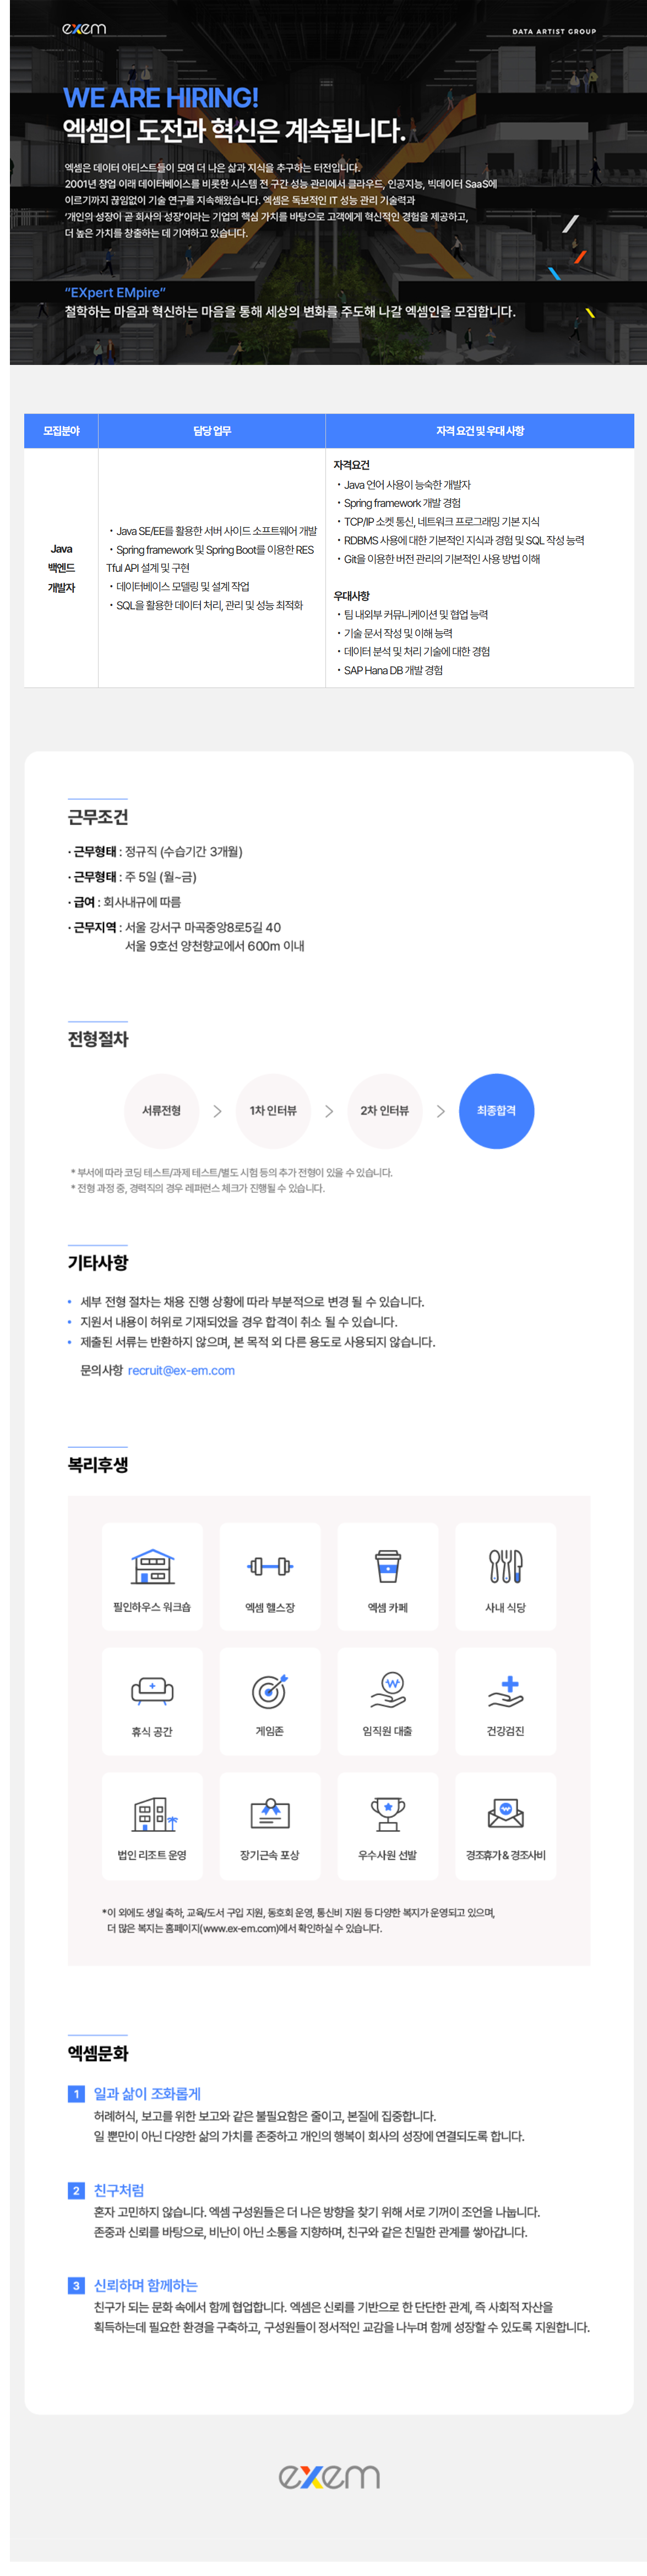 exem
DATA ARTIST GROUP
WE ARE HIRING!
엑셈의 도전과 혁신은 계속됩니다.
엑셈은 데이터 아티스트들이 모여 더 나은 삶과 지식을 추구하는 터전입니다.
2001년 창업 이래 데이터베이스를 비롯한 시스템 전 구간 성능 관리에서 클라우드, 인공지능, 빅데이터 SaaS에
이르기까지 끊임없이 기술 연구를 지속해왔습니다. 엑셈은 독보적인 IT 성능 관리 기술력과
‘개인의 성장이 곧 회사의 성장’이라는 기업의 핵심 가치를 바탕으로 고객에게 혁신적인 경험을 제공하고,
더 높은 가치를 창출하는 데 기여하고 있습니다.
“EXpert EMpire”
철학하는 마음과 혁신하는 마음을 통해 세상의 변화를 주도해 나갈 엑셈인을 모집합니다.
모집분야
담당 업무
자격 요건 및 우대 사항
Java
백엔드
개발자
・Java SE/EE를 활용한 서버 사이드 소프트웨어 개발
・Spring framework 및 Spring Boot를 이용한 RES
Tful API 설계 및 구현
・데이터베이스 모델링 및 설계 작업
・SQL을 활용한 데이터 처리, 관리 및 성능 최적화
자격요건
・Java 언어 사용이 능숙한 개발자
・Spring framework 개발 경험
・TCP/IP 소켓 통신, 네트워크 프로그래밍 기본 지식
・RDBMS 사용에 대한 기본적인 지식과 경험 및 SQL 작성 능력
・Git을 이용한 버전 관리의 기본적인 사용 방법 이해
우대사항
・팀 내외부 커뮤니케이션 및 협업 능력
・기술 문서 작성 및 이해 능력
・데이터 분석 및 처리 기술에 대한 경험
・SAP Hana DB 개발 경험
근무조건
· 근무형태 : 정규직 (수습기간 3개월)
· 근무형태 : 주 5일 (월~금)
· 급여 : 회사내규에 따름
· 근무지역 : 서울 강서구 마곡중앙8로5길 40
서울 9호선 양천향교에서 600m 이내
전형절차
서류전형 > 1차 인터뷰 > 2차 인터뷰 > 최종합격
* 부서에 따라 코딩 테스트/과제 테스트/별도 시험 등의 추가 전형이 있을 수 있습니다.
* 전형 과정 중, 경력직의 경우 레퍼런스 체크가 진행될 수 있습니다.
기타사항
• 세부 전형 절차는 채용 진행 상황에 따라 부분적으로 변경 될 수 있습니다.
• 지원서 내용이 허위로 기재되었을 경우 합격이 취소 될 수 있습니다.
• 제출된 서류는 반환하지 않으며, 본 목적 외 다른 용도로 사용되지 않습니다.
문의사항 recruit@ex-em.com
복리후생
필인하우스 워크숍
엑셈 헬스장
엑셈 카페
사내 식당
휴식 공간
게임존
임직원 대출
건강검진
법인 리조트 운영
장기근속 포상
우수사원 선발
경조휴가 & 경조사비
*이 외에도 생일 축하, 교육/도서 구입 지원, 동호회 운영, 통신비 지원 등 다양한 복지가 운영되고 있으며,
더 많은 복지는 홈페이지(www.ex-em.com)에서 확인하실 수 있습니다.
엑셈문화
1 일과 삶이 조화롭게
허례허식, 보고를 위한 보고와 같은 불필요함은 줄이고, 본질에 집중합니다.
일 뿐만이 아닌 다양한 삶의 가치를 존중하고 개인의 행복이 회사의 성장에 연결되도록 합니다.
2 친구처럼
혼자 고민하지 않습니다. 엑셈 구성원들은 더 나은 방향을 찾기 위해 서로 기꺼이 조언을 나눕니다.
존중과 신뢰를 바탕으로, 비난이 아닌 소통을 지향하며, 친구와 같은 친밀한 관계를 쌓아갑니다.
3 신뢰하며 함께하는
친구가 되는 문화 속에서 함께 협업합니다. 엑셈은 신뢰를 기반으로 한 단단한 관계, 즉 사회적 자산을
획득하는데 필요한 환경을 구축하고, 구성원들이 정서적인 교감을 나누며 함께 성장할 수 있도록 지원합니다.
exem